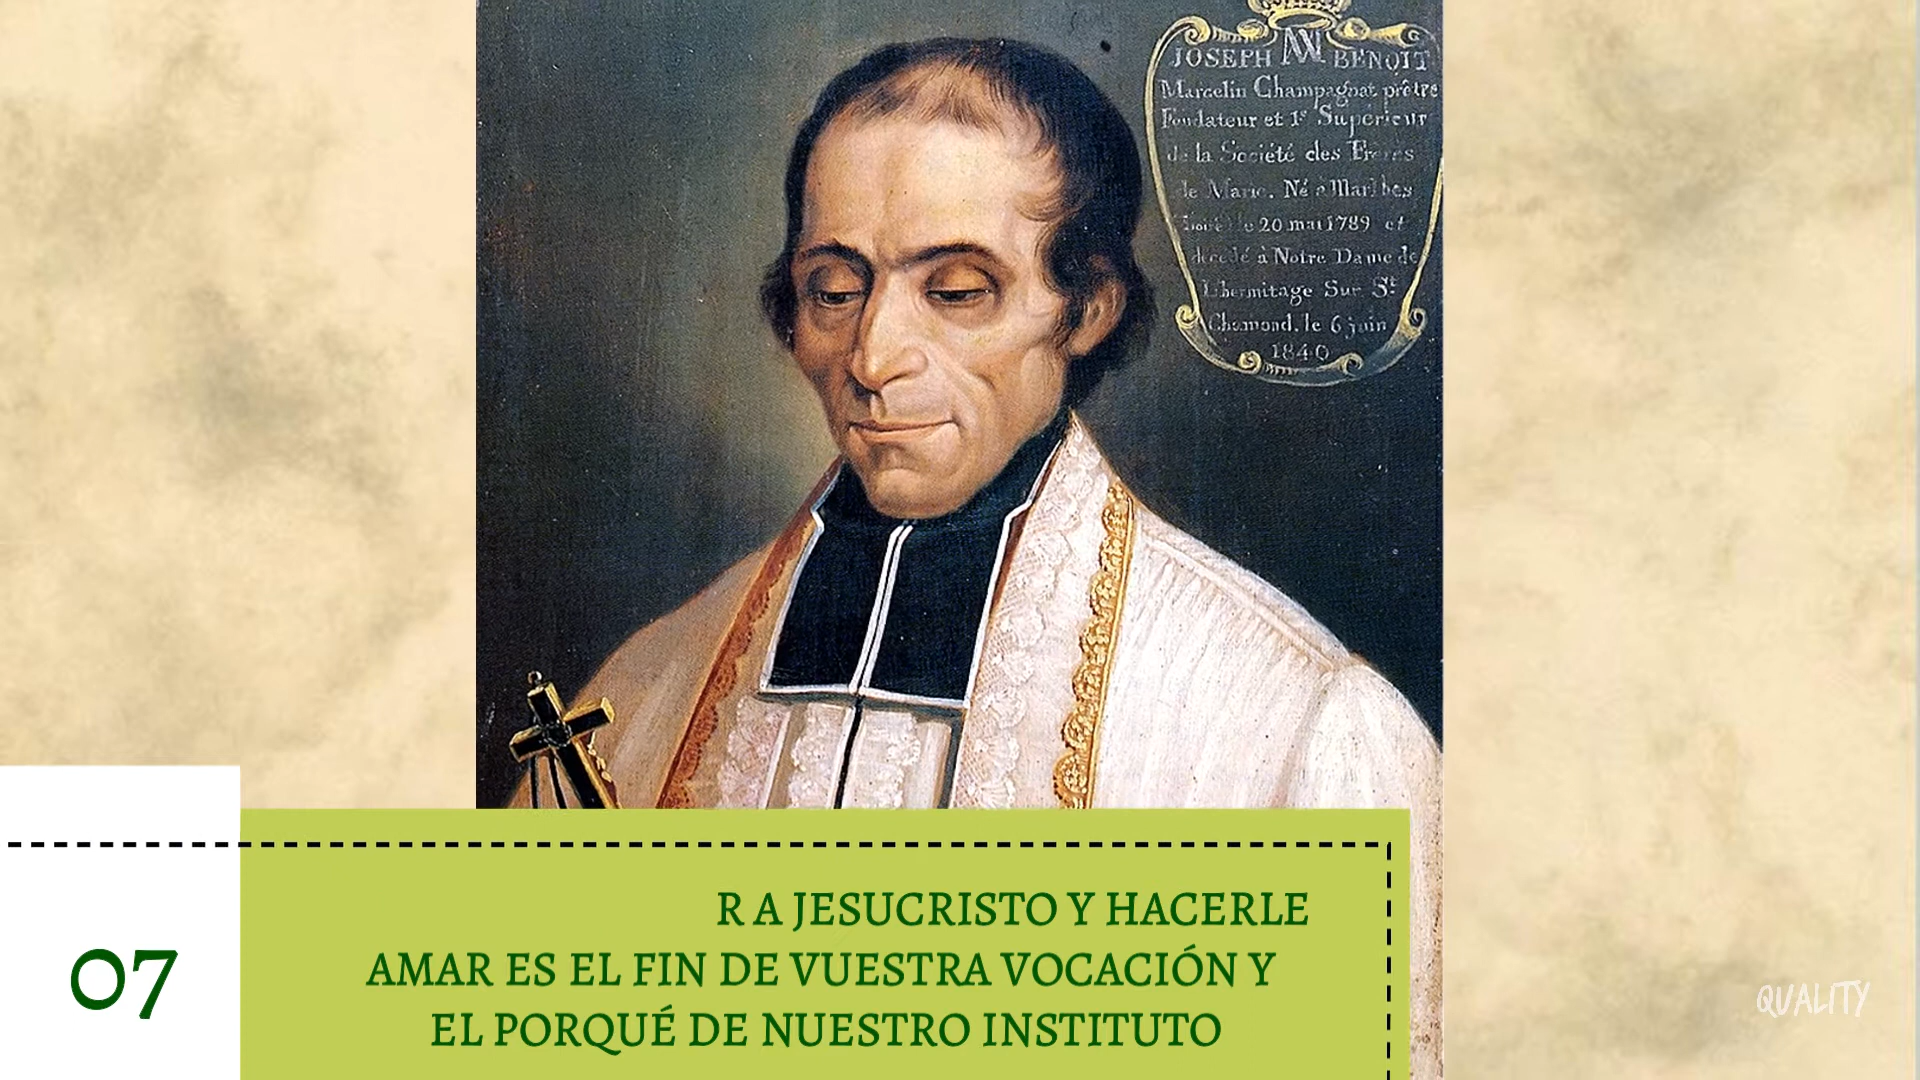 JOSEPH BENOIT
Marcelin Champagnat prêtre
Fondateur et 1er Supérieur
de la Société des Frères
de Marie. Né a Marlhes
le 20 mai 1789 et
décédé à Notre Dame de
Lhermitage Sur St
Chamond. le 6 juin
1840
R A JESUCRISTO Y HACERLE
AMAR ES EL FIN DE VUESTRA VOCACIÓN Y
EL PORQUÉ DE NUESTRO INSTITUTO
07
QUALITY